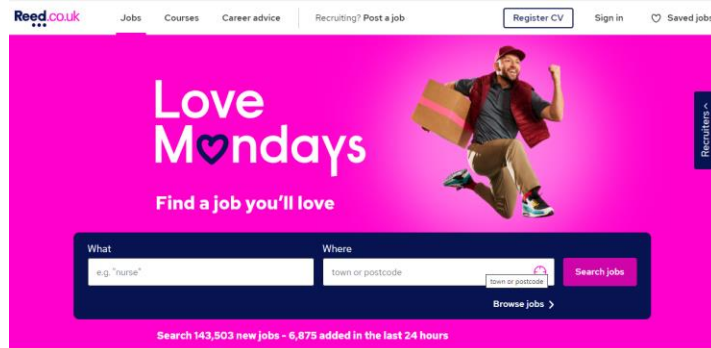 Reed.co.uk
Jobs
Courses
Career advice
Recruiting? Post a job
Register CV
Sign in
Saved jobs
Love
Mondays
Recruiters
Find a job you'll love
What
Where
e.g. "nurse"
town or postcode
Search jobs
town or postcode
Browse jobs
Search 143,503 new jobs - 6,875 added in the last 24 hours